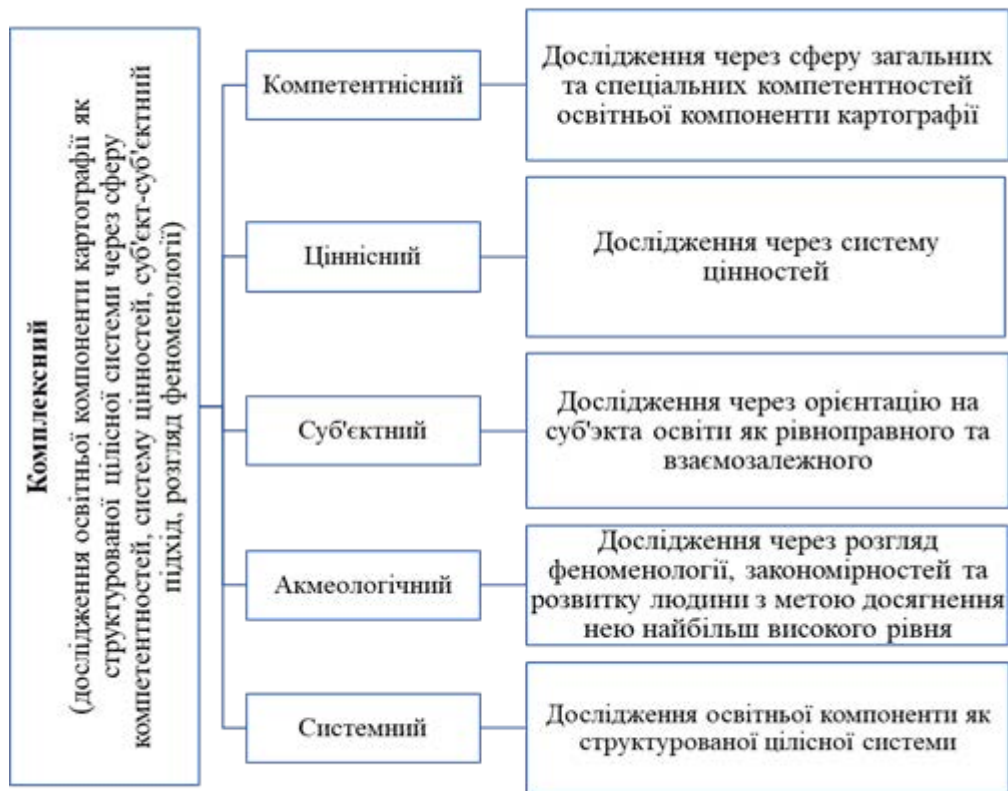 Комплексний
(дослідження освітньої компоненти картографії як
структурованої цілісної системи через сферу
компетентностей, систему цінностей, суб'єкт-суб'єктний
підхід, розгляд феноменології)
Компетентнісний
Дослідження через сферу загальних
та спеціальних компетентностей
освітньої компоненти картографії
Ціннісний
Дослідження через систему
цінностей
Суб'єктний
Дослідження через орієнтацію на
суб'экта освіти як рівноправного та
взаємозалежного
Акмеологічний
Дослідження через розгляд
феноменології, закономірностей та
розвитку людини з метою досягнення
нею найбільш високого рівня
Системний
Дослідження освітньої компоненти як
структурованої цілісної системи